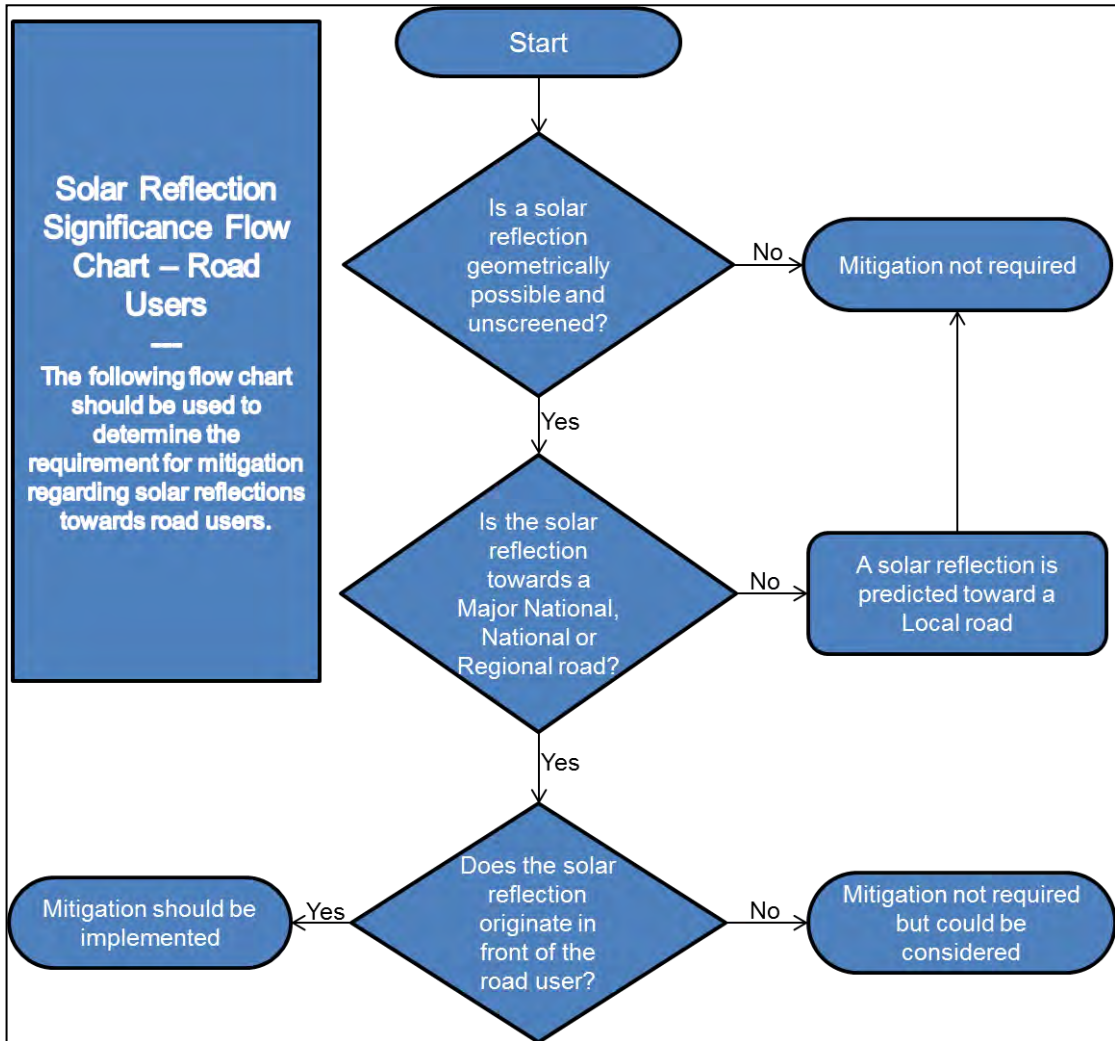 Solar Reflection
Significance Flow
Chart – Road
Users
—
The following flow chart
should be used to
determine the
requirement for mitigation
regarding solar reflections
towards road users.
Start
Is a solar
reflection
geometrically
possible and
unscreened?
No
Mitigation not required
Yes
Is the solar
reflection
towards a
Major National,
National or
Regional road?
No
A solar reflection is
predicted toward a
Local road
Yes
Does the solar
reflection
originate in
front of the
road user?
Yes
Mitigation should be
implemented
No
Mitigation not required
but could be
considered